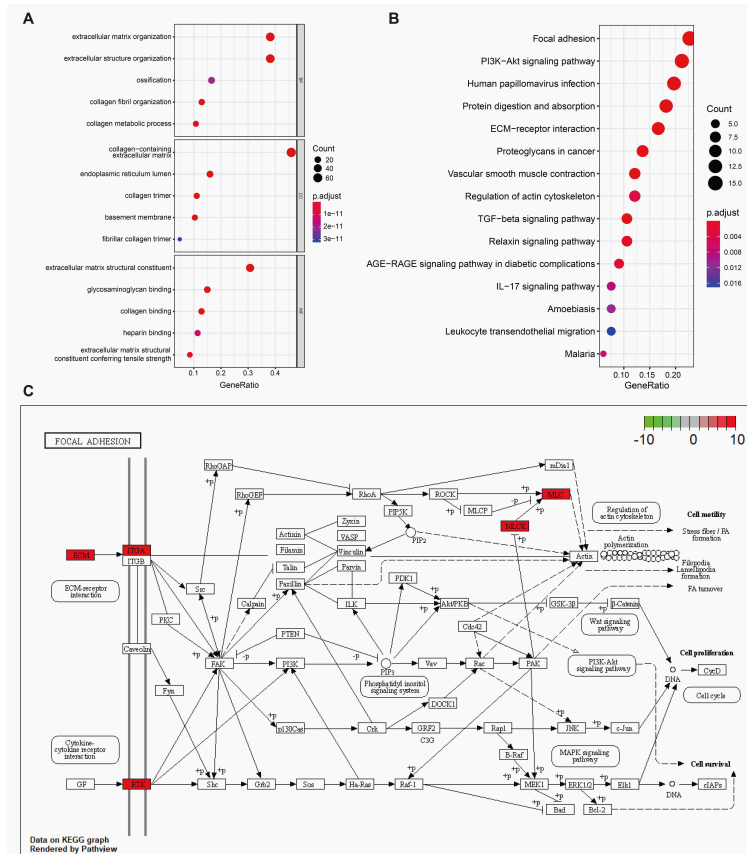 A
extracellular matrix organization
extracellular structure organization
ossification
collagen fibril organization
collagen metabolic process
BP
collagen−containing
extracellular matrix
endoplasmic reticulum lumen
collagen trimer
basement membrane
fibrillar collagen trimer
CC
extracellular matrix structural constituent
glycosaminoglycan binding
collagen binding
heparin binding
extracellular matrix structural
constituent conferring tensile strength
MF
0.1 0.2 0.3 0.4
GeneRatio
Count
20
40
60
p.adjust
1e−11
2e−11
3e−11
B
Focal adhesion
PI3K−Akt signaling pathway
Human papillomavirus infection
Protein digestion and absorption
ECM−receptor interaction
Proteoglycans in cancer
Vascular smooth muscle contraction
Regulation of actin cytoskeleton
TGF−beta signaling pathway
Relaxin signaling pathway
AGE−RAGE signaling pathway in diabetic complications
IL−17 signaling pathway
Amoebiasis
Leukocyte transendothelial migration
Malaria
0.10 0.15 0.20
GeneRatio
Count
5.0
7.5
10.0
12.5
15.0
p.adjust
0.004
0.008
0.012
0.016
C
-10 0 10
FOCAL ADHESION
RhoGAP
mDia1
+p
RhoGEF
RhoA
ROCK
+p
MLC
+p
PIP5K
+p
MLCP
-p
+p
MLCK
PIP2
Regulation of
actin cytoskeleton
Cell motility
Stress fiber / FA
formation
Zyxin
Actinin
VASP
Filamin
Vinculin
Talin
Parvin
Actin
Actin
polymerization
Filopodia
Lamellipodia
formation
FA turnover
ECM
ITGA
ITGB
ECM-receptor
interaction
Src
+p
Calpain
Paxillin
+p
+p
ILK
PDK1
+p
+p
Akt/PKB
+p
GSK-3β
β-Catenin
Wnt signaling
pathway
PKC
PTEN
Cdc42
Caveolin
FAK
-p
-p
PI3K
PIP3
Vav
Rac
PAK
PI3K-Akt
signaling pathway
Cell proliferation
DNA
CycD
Cell cycle
Fyn
Phosphatidyl inositol
signaling system
DOCK1
Cytokine-
cytokine receptor
interaction
+p
+p
p130Cas
Crk
GRF2
C3G
Rap1
+p
JNK
c-Jun
B-Raf
+p
+p
MAPK signaling
pathway
Cell survival
GF
RTK
+p
+p
+p
Shc
Grb2
Sos
Ha-Ras
Raf-1
+p
MEK1
+p
ERK1/2
+p
Elk1
DNA
cIAPs
Bad
Bcl-2
Data on KEGG graph
Rendered by Pathview